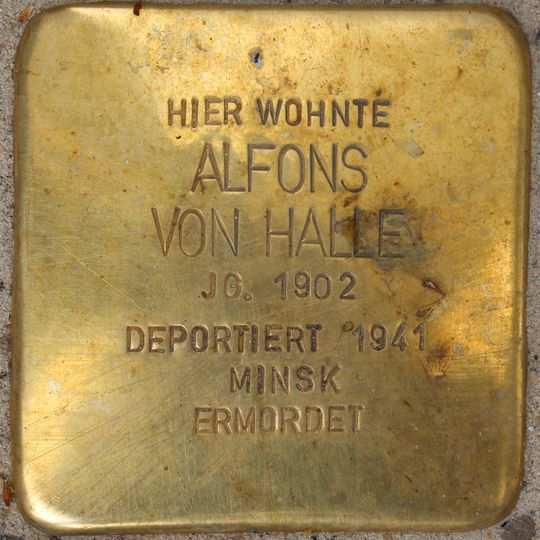 HIER WOHNTE
ALFONS
VON HALLE
JG. 1902
DEPORTIERT 1941
MINSK
ERMORDET